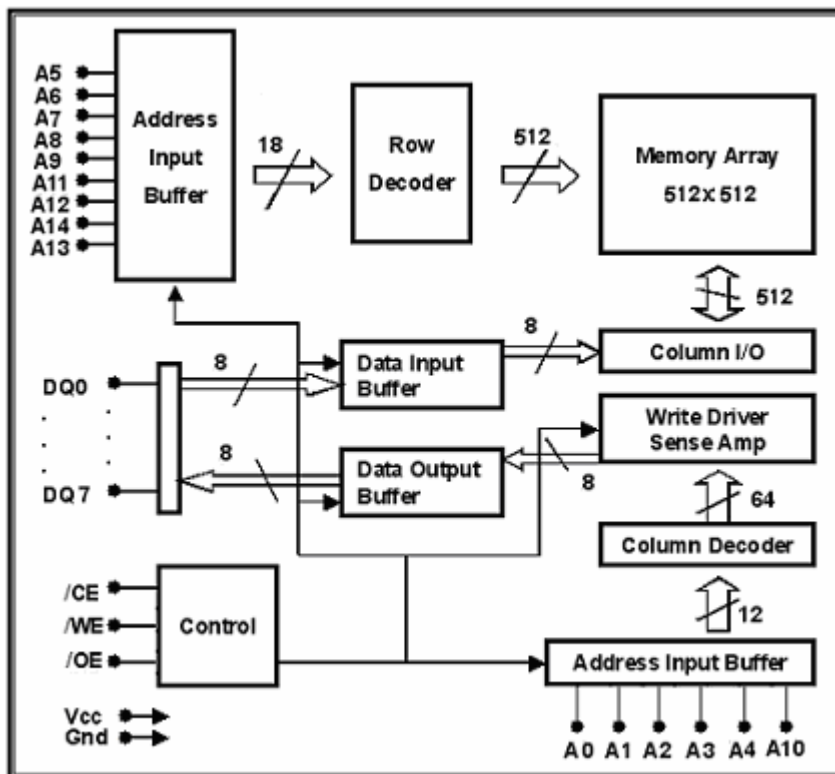 A5
A6
A7
A8
A9
A11
A12
A14
A13
Address
Input
Buffer
18
Row
Decoder
512
Memory Array
512x512
512
DQ0
.
.
.
.
DQ7
8
Data Input
Buffer
8
Column I/O
8
Data Output
Buffer
8
Write Driver
Sense Amp
64
Column Decoder
12
/CE
/WE
/OE
Control
Address Input Buffer
Vcc
Gnd
A0 A1 A2 A3 A4 A10